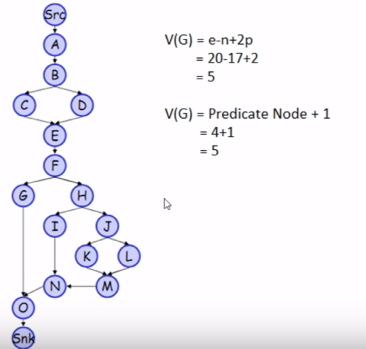 Src
A
B
C D
E
F
G H
I J
K L
N M
O
Snk
V(G) = e-n+2p
= 20-17+2
= 5
V(G) = Predicate Node + 1
= 4+1
= 5